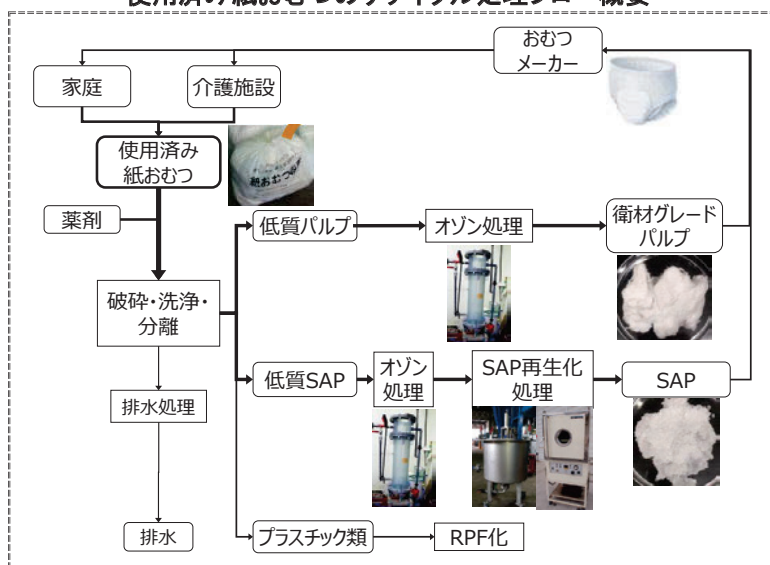 使用済み紙おむつのリサイクル処理フロー概要
おむつ
メーカー
家庭
介護施設
使用済み
紙おむつ
紙おむつ
薬剤
低質パルプ
オゾン処理
衛材グレード
パルプ
破砕・洗浄・
分離
低質SAP
オゾン
処理
SAP再生化
処理
SAP
排水処理
排水
プラスチック類
RPF化